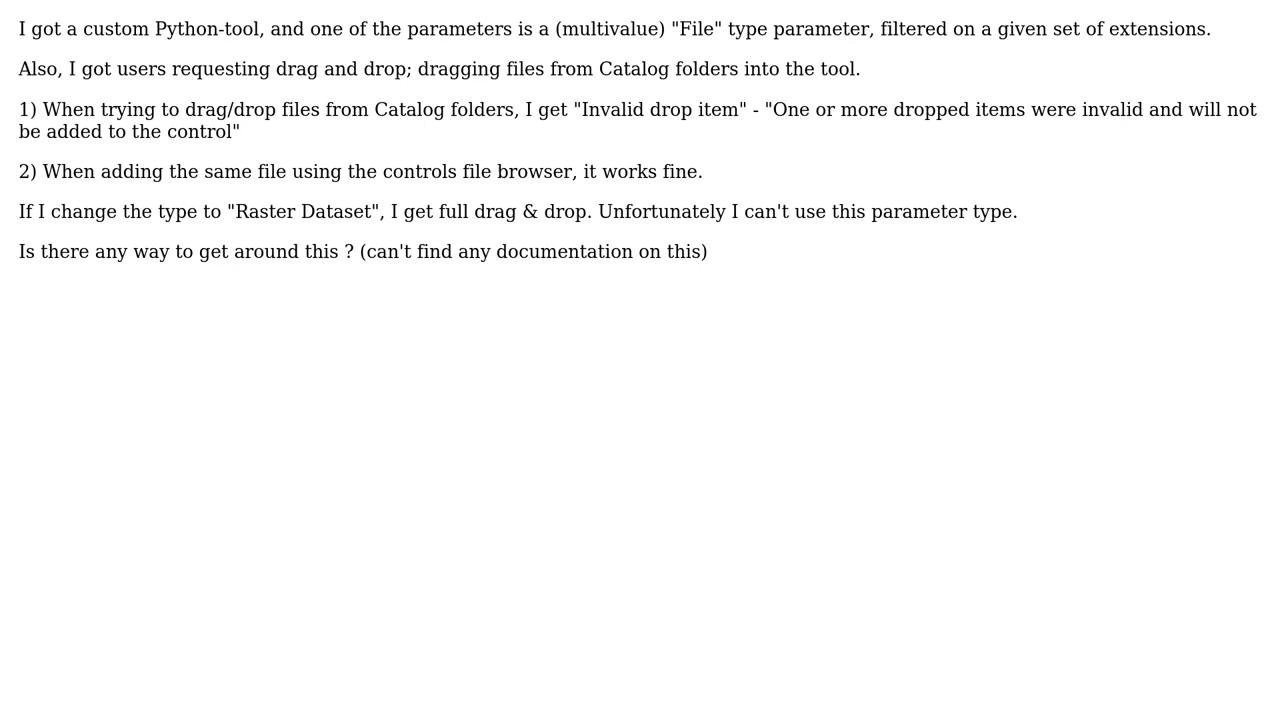 I got a custom Python-tool, and one of the parameters is a (multivalue) "File" type parameter, filtered on a given set of extensions.
Also, I got users requesting drag and drop; dragging files from Catalog folders into the tool.
1) When trying to drag/drop files from Catalog folders, I get "Invalid drop item" - "One or more dropped items were invalid and will not
be added to the control"
2) When adding the same file using the controls file browser, it works fine.
If I change the type to "Raster Dataset", I get full drag & drop. Unfortunately I can't use this parameter type.
Is there any way to get around this ? (can't find any documentation on this)